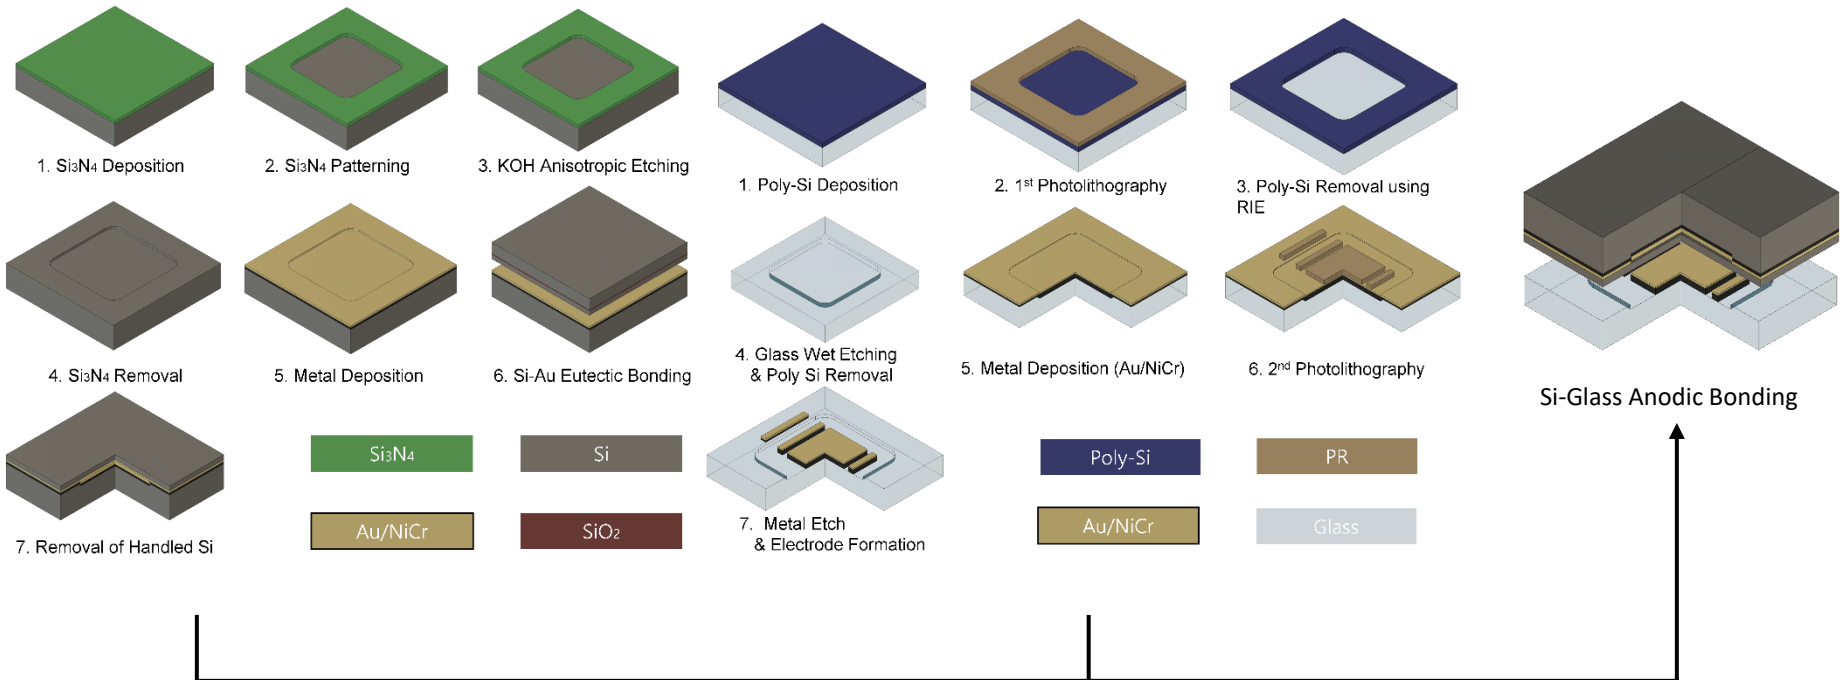 1. Si3N4 Deposition
2. Si3N4 Patterning
3. KOH Anisotropic Etching
4. Si3N4 Removal
5. Metal Deposition
6. Si-Au Eutectic Bonding
7. Removal of Handled Si
Si3N4
Si
Au/NiCr
SiO2
1. Poly-Si Deposition
2. 1st Photolithography
3. Poly-Si Removal using
RIE
4. Glass Wet Etching
& Poly Si Removal
5. Metal Deposition (Au/NiCr)
6. 2nd Photolithography
7. Metal Etch
& Electrode Formation
Poly-Si
PR
Au/NiCr
Glass
Si-Glass Anodic Bonding